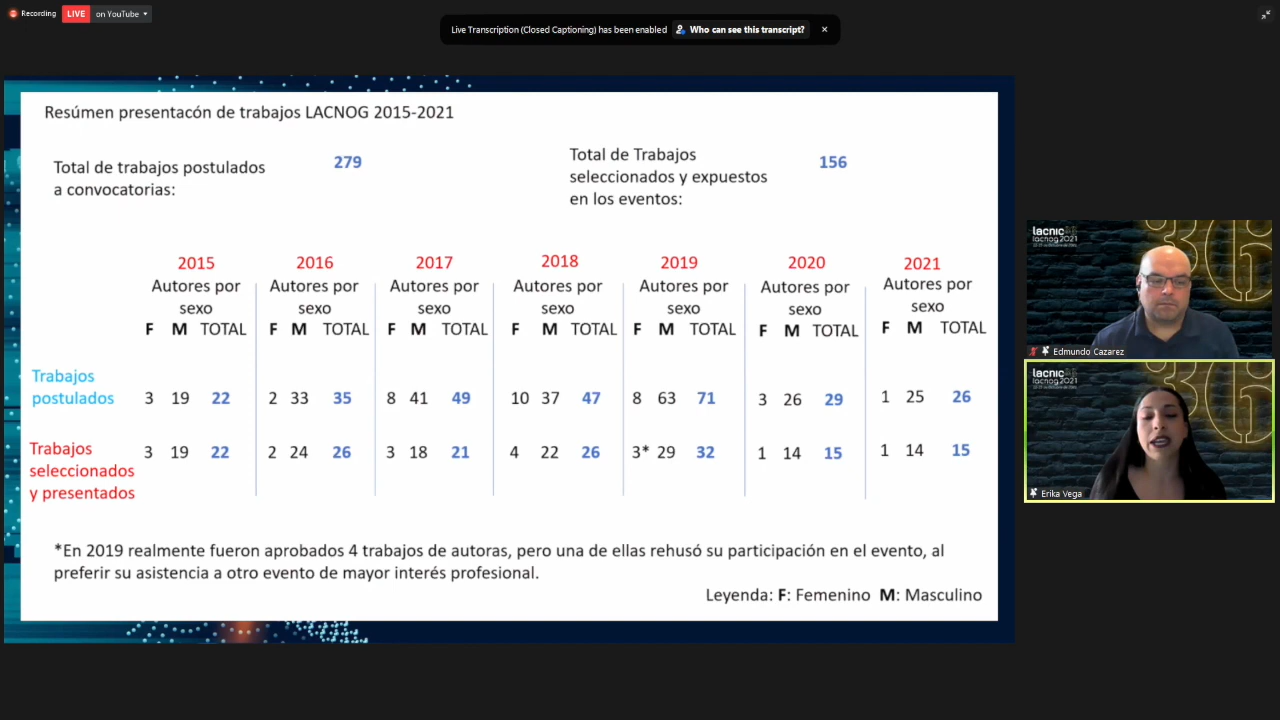 Recording
LIVE on YouTube
Live Transcription (Closed Captioning) has been enabled Who can see this transcript?
Resúmen presentacón de trabajos LACNOG 2015-2021
Total de trabajos postulados
a convocatorias:
279
Total de Trabajos
seleccionados y expuestos
en los eventos:
156
2015 2016 2017 2018 2019 2020 2021
Autores por Autores por Autores por Autores por Autores por Autores por Autores por
sexo sexo sexo sexo sexo sexo sexo
F M TOTAL F M TOTAL F M TOTAL F M TOTAL F M TOTAL F M TOTAL F M TOTAL
Trabajos
postulados 3 19 22 2 33 35 8 41 49 10 37 47 8 63 71 3 26 29 1 25 26
Trabajos
seleccionados
y presentados
3 19 22 2 24 26 3 18 21 4 22 26 3* 29 32 1 14 15 1 14 15
*En 2019 realmente fueron aprobados 4 trabajos de autoras, pero una de ellas rehusó su participación en el evento, al
preferir su asistencia a otro evento de mayor interés profesional.
Leyenda: F: Femenino M: Masculino
lacnic36
lacnog2021
Edmundo Cazarez
lacnic36
lacnog2021
Erika Vega